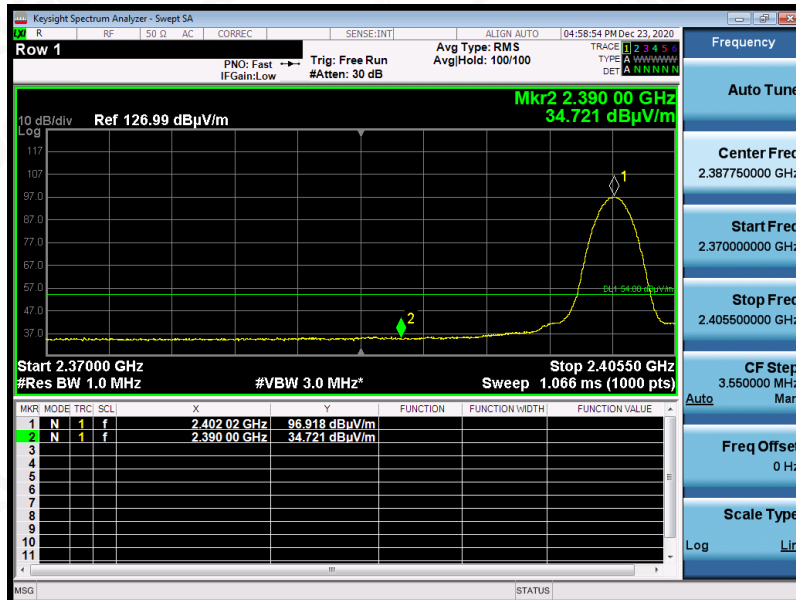 Keysight Spectrum Analyzer - Swept SA
LXI R RF 50 Ω AC CORREC SENSE:INT ALIGN AUTO 04:58:54 PM Dec 23, 2020
Row 1
PNO: Fast
IFGain:Low
Trig: Free Run
#Atten: 30 dB
Avg Type: RMS
Avg|Hold: 100/100
TRACE 1 2 3 4 5 6
TYPE A WWWWW
DET A N N N N N
Mkr2 2.390 00 GHz
34.721 dBµV/m
10 dB/div Ref 126.99 dBµV/m
Log
117
107
97.0
87.0
77.0
67.0
57.0
47.0
37.0
1
DL1 54.00 dBµV/m
2
Start 2.37000 GHz Stop 2.40550 GHz
#Res BW 1.0 MHz #VBW 3.0 MHz* Sweep 1.066 ms (1000 pts)
MKR MODE TRC SCL X Y FUNCTION FUNCTION WIDTH FUNCTION VALUE
1 N 1 f 2.402 02 GHz 96.918 dBµV/m
2 N 1 f 2.390 00 GHz 34.721 dBµV/m
3
4
5
6
7
8
9
10
11
MSG STATUS
Frequency
Auto Tune
Center Freq
2.387750000 GHz
Start Freq
2.370000000 GHz
Stop Freq
2.405500000 GHz
CF Step
3.550000 MHz
Auto Man
Freq Offset
0 Hz
Scale Type
Log Lin